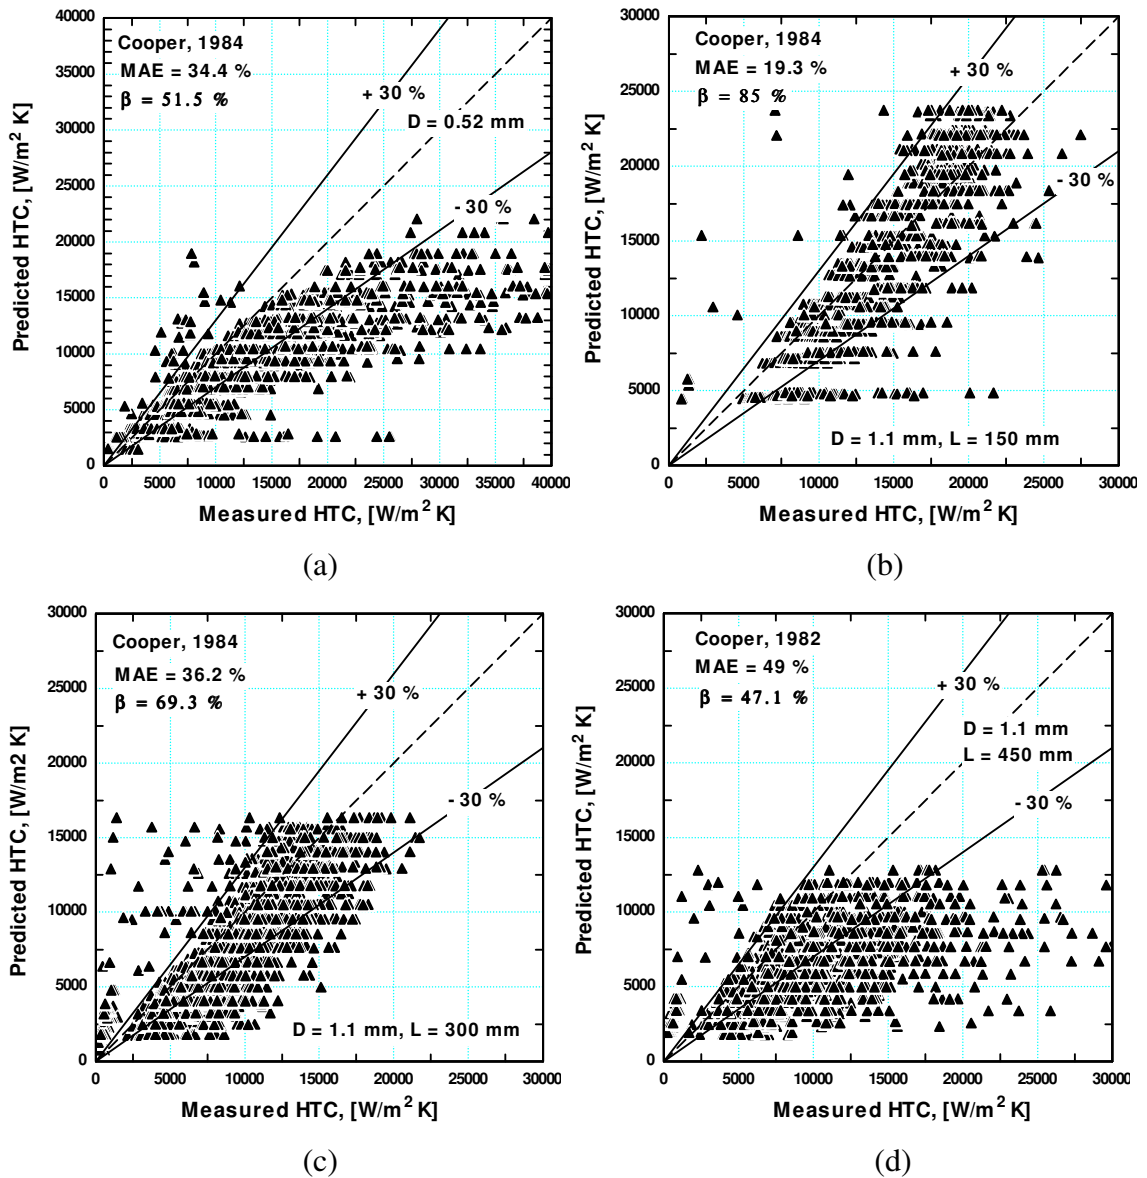 Cooper, 1984
MAE = 34.4 %
β = 51.5 %
+ 30 %
D = 0.52 mm
- 30 %
Predicted HTC, [W/m² K]
40000
35000
30000
25000
20000
15000
10000
5000
0
0 5000 10000 15000 20000 25000 30000 35000 40000
Measured HTC, [W/m² K]
(a)
Cooper, 1984
MAE = 19.3 %
β = 85 %
+ 30 %
- 30 %
D = 1.1 mm, L = 150 mm
Predicted HTC, [W/m² K]
30000
25000
20000
15000
10000
5000
0
0 5000 10000 15000 20000 25000 30000
Measured HTC, [W/m² K]
(b)
Cooper, 1984
MAE = 36.2 %
β = 69.3 %
+ 30 %
- 30 %
D = 1.1 mm, L = 300 mm
Predicted HTC, [W/m2 K]
30000
25000
20000
15000
10000
5000
0
0 5000 10000 15000 20000 25000 30000
Measured HTC, [W/m² K]
(c)
Cooper, 1982
MAE = 49 %
β = 47.1 %
+ 30 %
D = 1.1 mm
L = 450 mm
- 30 %
Predicted HTC, [W/m² K]
30000
25000
20000
15000
10000
5000
0
0 5000 10000 15000 20000 25000 30000
Measured HTC, [W/m² K]
(d)